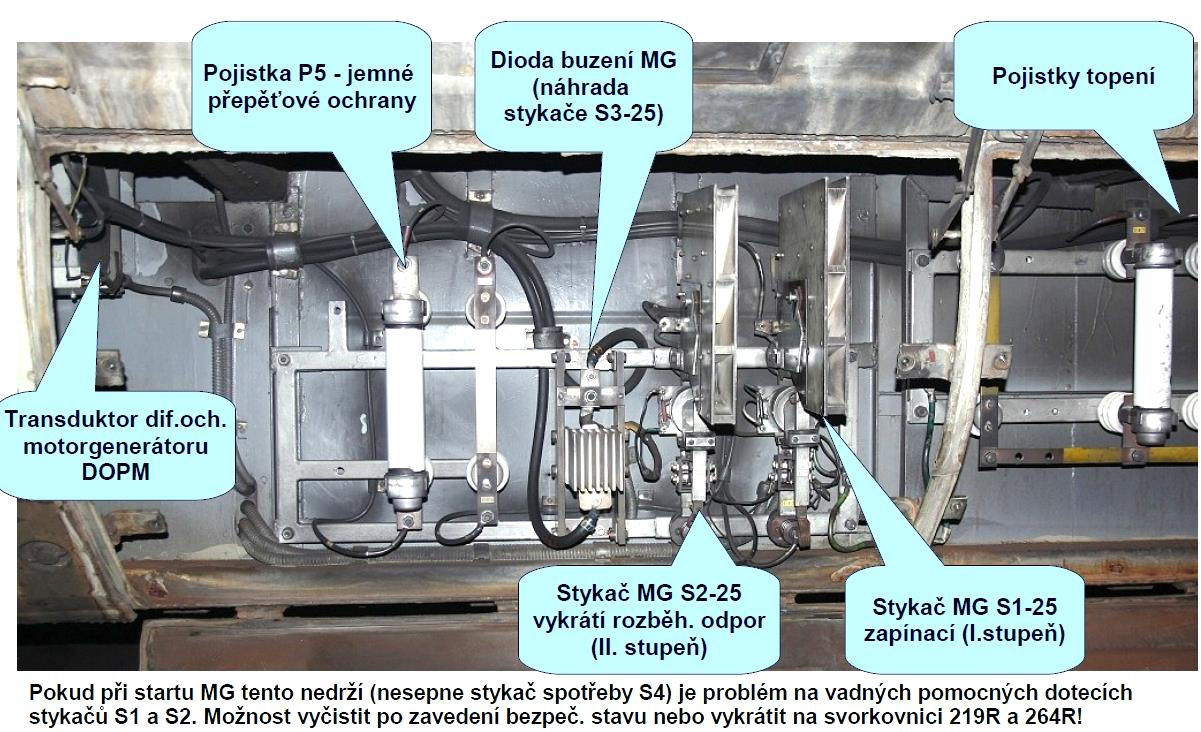 Pojistka P5 - jemné
přepěťové ochrany
Dioda buzení MG
(náhrada
stykače S3-25)
Pojistky topení
Transduktor dif.och.
motorgenerátoru
DOPM
Stykač MG S2-25
vykrátí rozběh. odpor
(II. stupeň)
Stykač MG S1-25
zapínací (I.stupeň)
Pokud při startu MG tento nedrží (nesepne stykač spotřeby S4) je problém na vadných pomocných dotecích
stykačů S1 a S2. Možnost vyčistit po zavedení bezpeč. stavu nebo vykrátit na svorkovnici 219R a 264R!